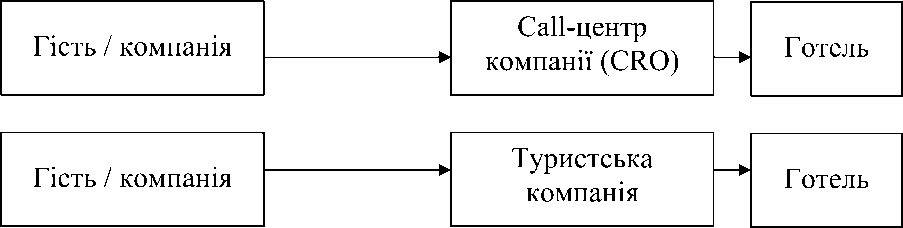 Гість / компанія
Call-центр
компанії (CRO)
Готель
Гість / компанія
Туристська
компанія
Готель